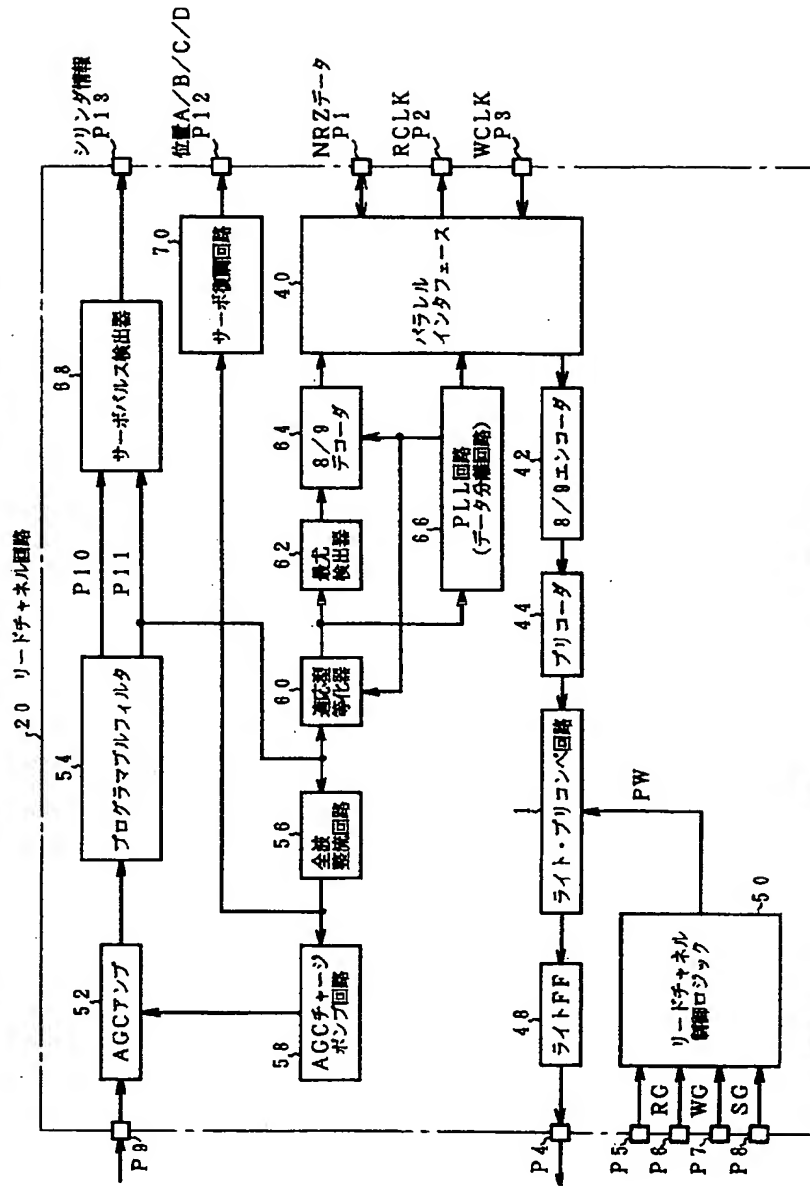 20 リードチャネル回路
シリンダ情報
P13
位置A/B/C/D
P12
NRZデータ
P1
RCLK
P2
WCLK
P3
68
サーボパルス検出器
70
サーボ復調回路
P10
P11
54
プログラマブルフィルタ
52
AGCアンプ
P9
56
全波
整流回路
58
AGCチャージ
ポンプ回路
60
適応型
等化器
62
最尤
検出器
64
8/9
デコーダ
66
PLL回路
(データ分離回路)
40
パラレル
インタフェース
42
8/9エンコーダ
44
プリコーダ
1
ライト・プリコンペ回路
PW
48
ライトFF
P4
50
リードチャネル
制御ロジック
P5
P6
RG
P7
WG
P8
SG